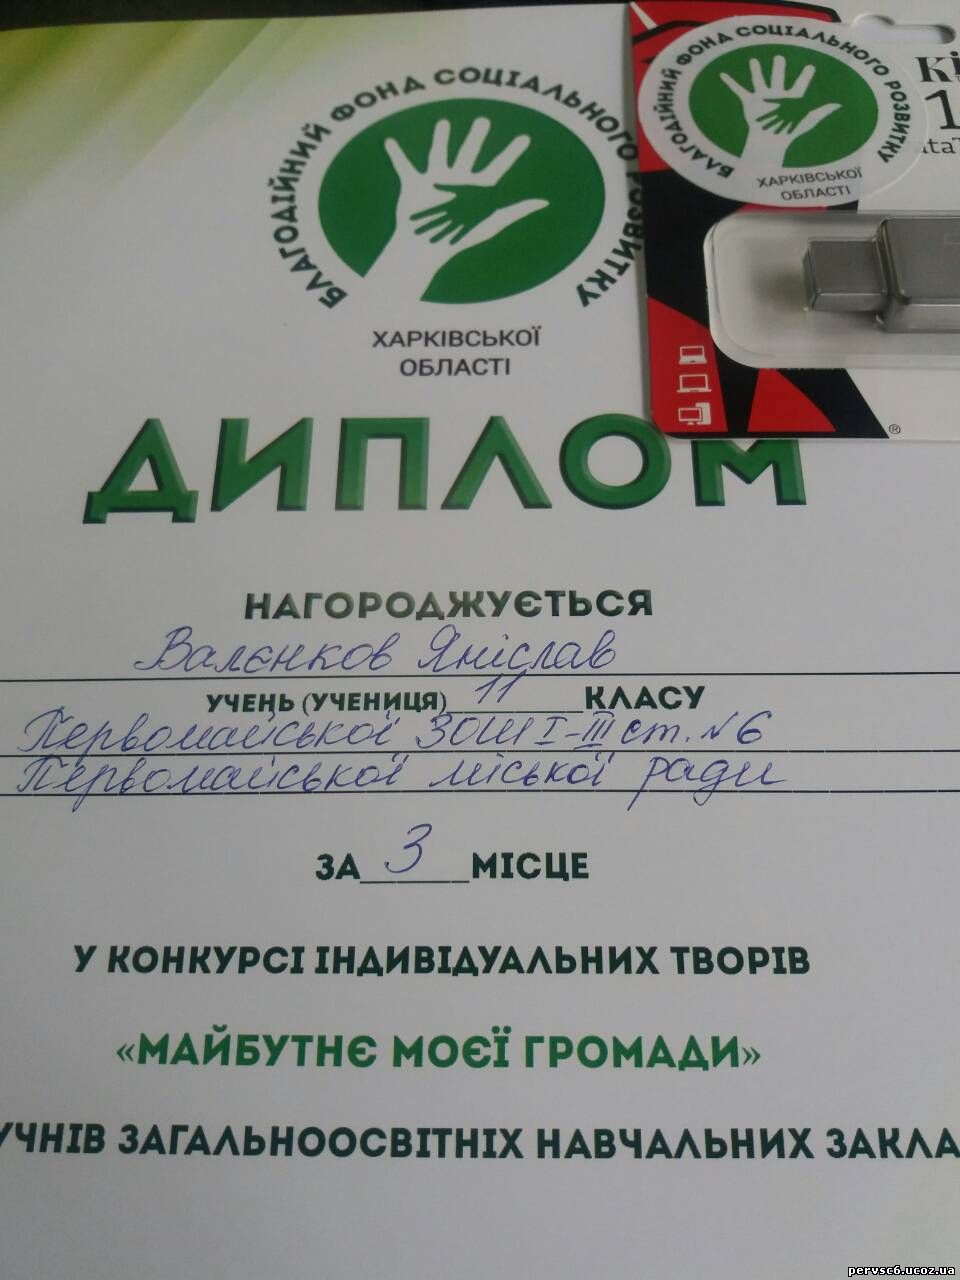 БЛАГОДІЙНИЙ ФОНД СОЦІАЛЬНОГО РОЗВИТКУ
ХАРКІВСЬКОЇ
ОБЛАСТІ
БЛАГОДІЙНИЙ ФОНД СОЦІАЛЬНОГО РОЗВИТКУ
ХАРКІВСЬКОЇ
ОБЛАСТІ
ДИПЛОМ
НАГОРОДЖУЄТЬСЯ
Валєнков Яніслав
УЧЕНЬ (УЧЕНИЦЯ) 11 КЛАСУ
Первомайської ЗОШ І-ІІІ ст. №6
Первомайської міської ради
ЗА 3 МІСЦЕ
У КОНКУРСІ ІНДИВІДУАЛЬНИХ ТВОРІВ
«МАЙБУТНЄ МОЄЇ ГРОМАДИ»
УЧНІВ ЗАГАЛЬНООСВІТНІХ НАВЧАЛЬНИХ ЗАКЛА
pervsc6.ucoz.ua